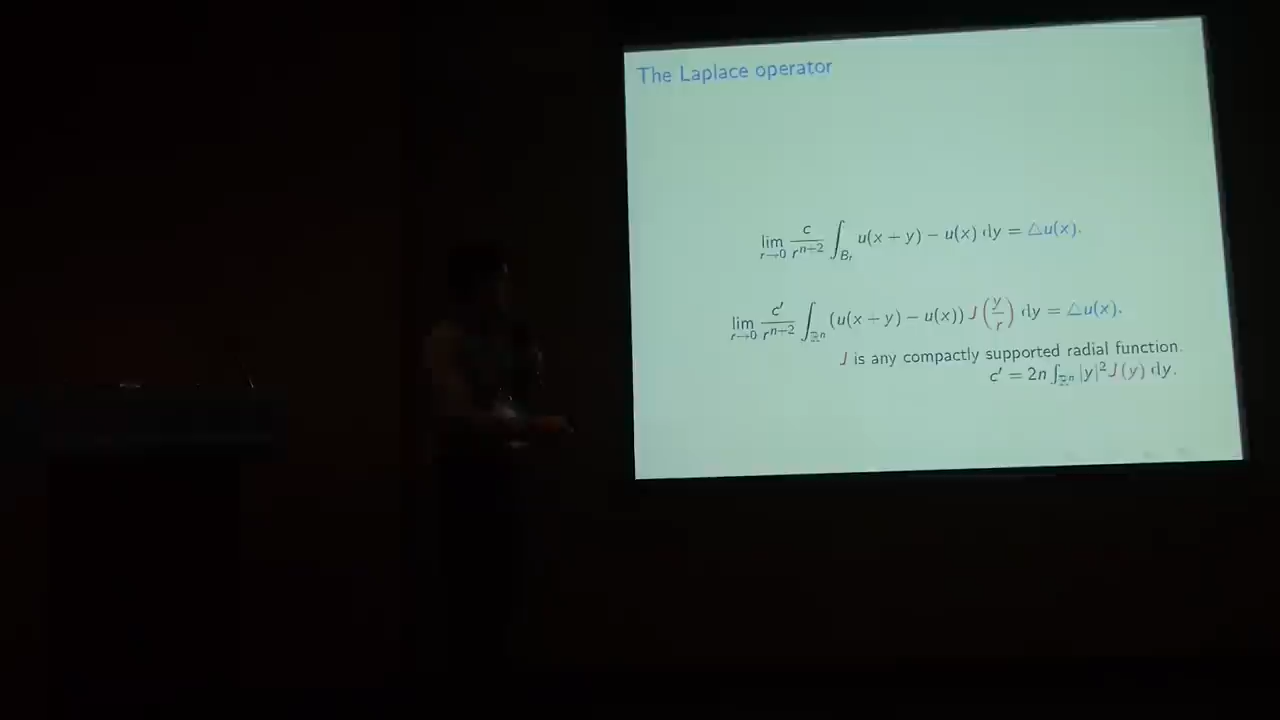 The Laplace operator
lim_{r→0} c/r^{n+2} ∫_{B_r} u(x + y) − u(x) dy = △u(x).
lim_{r→0} c′/r^{n+2} ∫_{ℝ^n} (u(x + y) − u(x)) J(y/r) dy = △u(x).
J is any compactly supported radial function.
c′ = 2n ∫_{ℝ^n} |y|² J(y) dy.